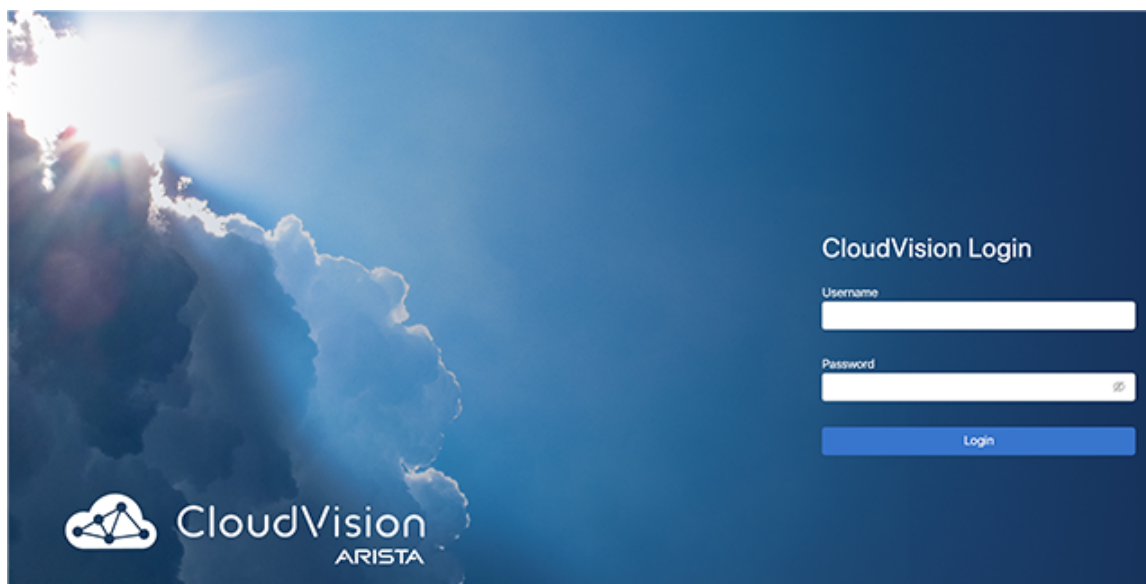 CloudVision Login
Username
Password
Login
CloudVision
ARISTA